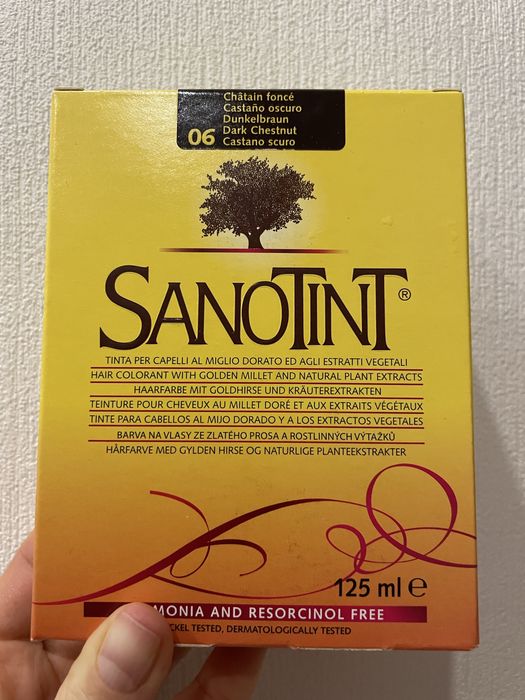 Châtain foncé
Castaño oscuro
Dunkelbraun
Dark Chestnut
06 Castano scuro
SANOTINT®
TINTA PER CAPELLI AL MIGLIO DORATO ED AGLI ESTRATTI VEGETALI
HAIR COLORANT WITH GOLDEN MILLET AND NATURAL PLANT EXTRACTS
HAARFARBE MIT GOLDHIRSE UND KRÄUTEREXTRAKTEN
TEINTURE POUR CHEVEUX AU MILLET DORÉ ET AUX EXTRAITS VÉGÉTAUX
TINTE PARA CABELLOS AL MIJO DORADO Y A LOS EXTRACTOS VEGETALES
BARVA NA VLASY ZE ZLATÉHO PROSA A ROSTLINNÝCH VÝTAŽKŮ
HÅRFARVE MED GYLDEN HIRSE OG NATURLIGE PLANTEEKSTRAKTER
125 ml ℮
MONIA AND RESORCINOL FREE
CKEL TESTED, DERMATOLOGICALLY TESTED